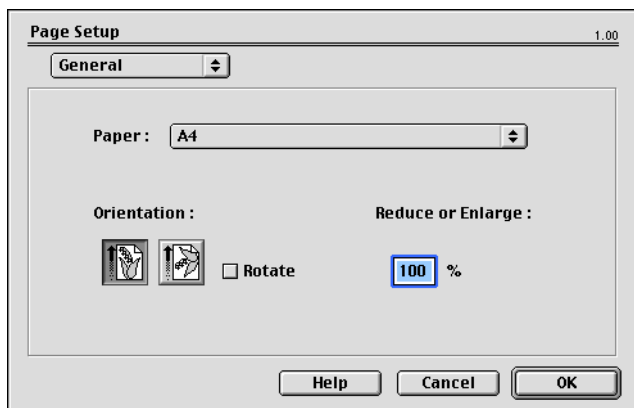 Page Setup 1.00
General
Paper : A4
Orientation : Reduce or Enlarge :
Rotate 100 %
Help Cancel OK